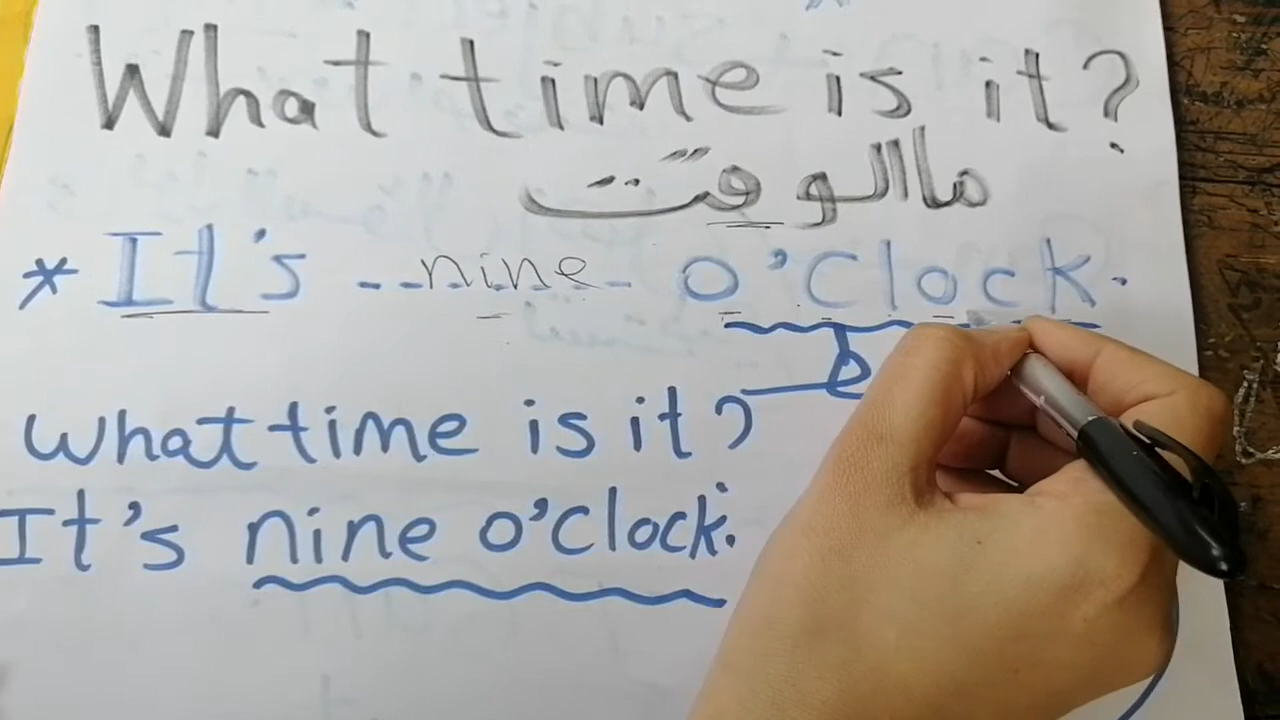 What time is it?
ما الوقت
* It's --nine- o'Clock.
What time is it?
It's nine o'Clock.